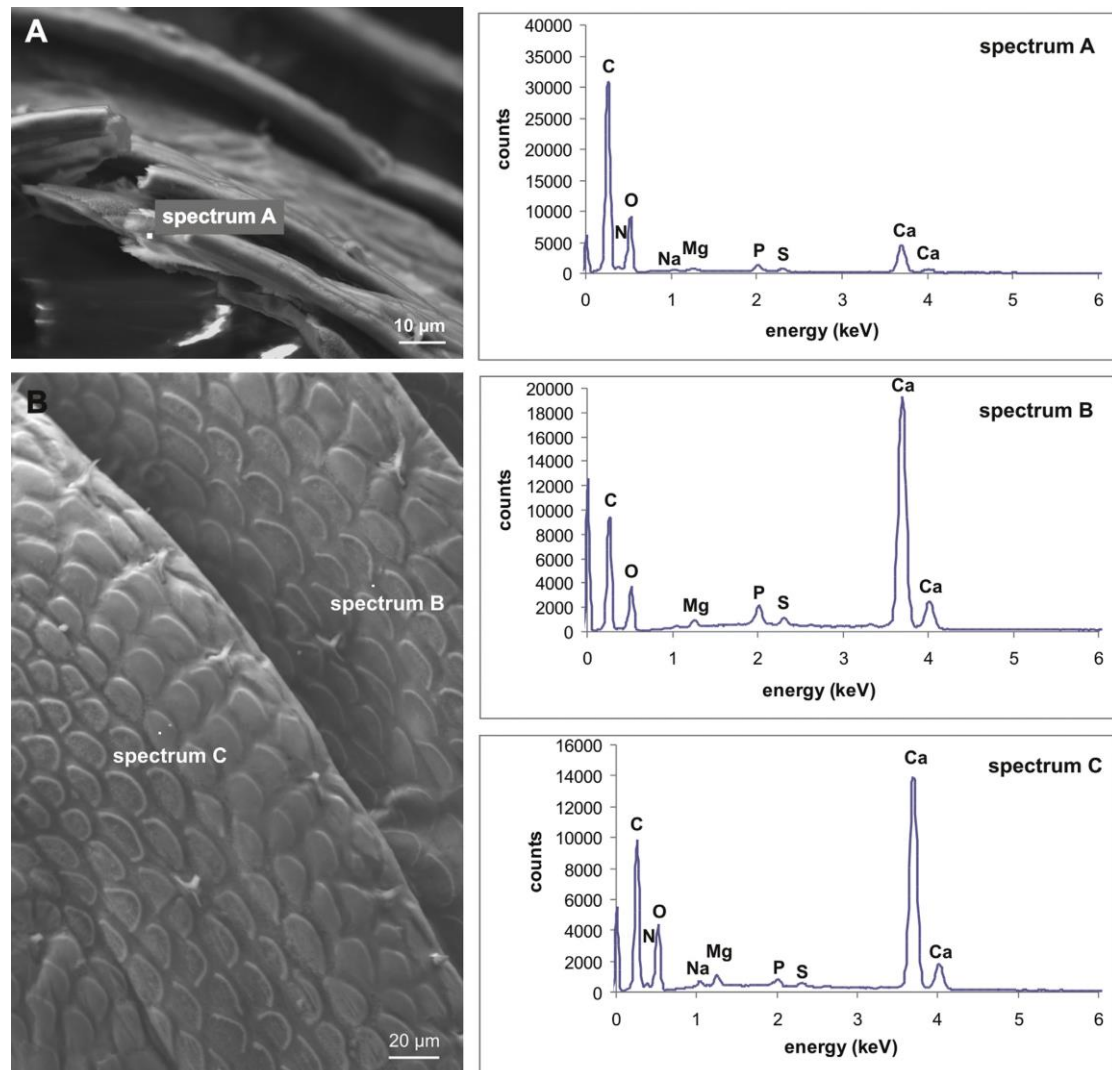 A
spectrum A
10 µm
spectrum A
40000
35000
30000
25000
20000
15000
10000
5000
0
counts
C
N
O
Na
Mg
P
S
Ca
Ca
0 1 2 3 4 5 6
energy (keV)
B
spectrum B
spectrum C
20 µm
spectrum B
20000
18000
16000
14000
12000
10000
8000
6000
4000
2000
0
counts
C
O
Mg
P
S
Ca
Ca
0 1 2 3 4 5 6
energy (keV)
spectrum C
16000
14000
12000
10000
8000
6000
4000
2000
0
counts
C
N
O
Na
Mg
P
S
Ca
Ca
0 1 2 3 4 5 6
energy (keV)